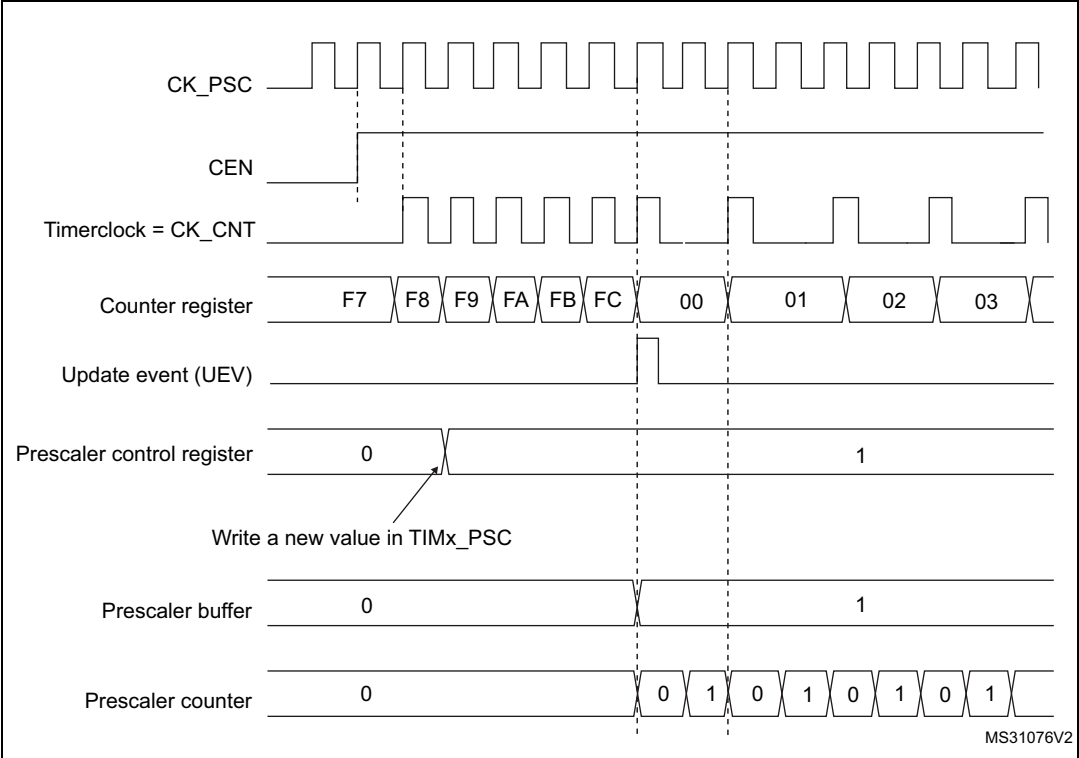 CK_PSC
CEN
Timerclock = CK_CNT
Counter register F7 F8 F9 FA FB FC 00 01 02 03
Update event (UEV)
Prescaler control register 0 1
Write a new value in TIMx_PSC
Prescaler buffer 0 1
Prescaler counter 0 0 1 0 1 0 1 0 1
MS31076V2